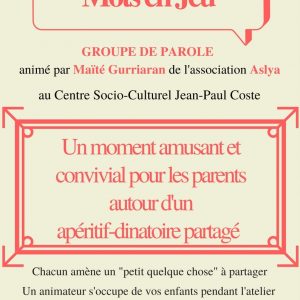 Mots en Jeu
GROUPE DE PAROLE
animé par Maïté Gurriaran de l'association Aslya
au Centre Socio-Culturel Jean-Paul Coste
Un moment amusant et
convivial pour les parents
autour d'un
apéritif-dinatoire partagé
Chacun amène un "petit quelque chose" à partager
Un animateur s'occupe de vos enfants pendant l'atelier